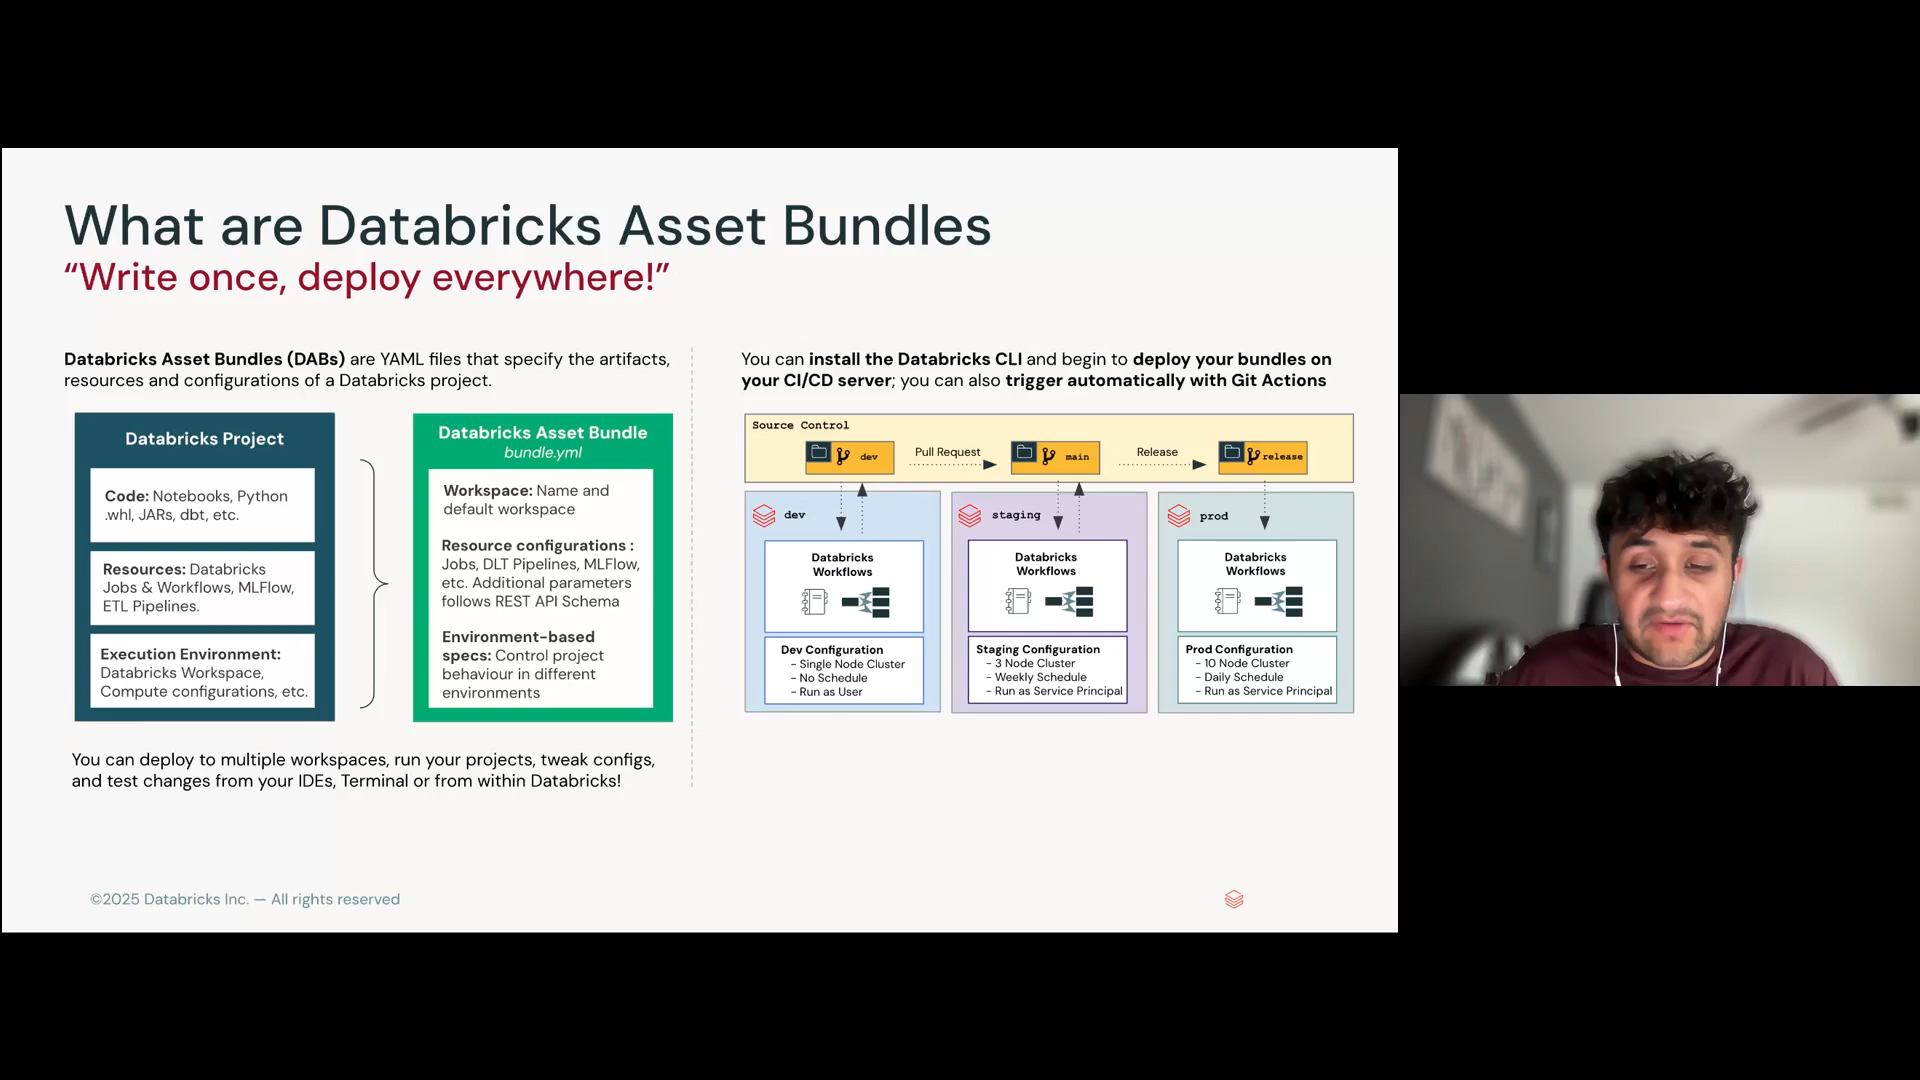 What are Databricks Asset Bundles
“Write once, deploy everywhere!”
Databricks Asset Bundles (DABs) are YAML files that specify the artifacts,
resources and configurations of a Databricks project.
Databricks Project
Code: Notebooks, Python
.whl, JARs, dbt, etc.
Resources: Databricks
Jobs & Workflows, MLFlow,
ETL Pipelines.
Execution Environment:
Databricks Workspace,
Compute configurations, etc.
Databricks Asset Bundle
bundle.yml
Workspace: Name and
default workspace
Resource configurations :
Jobs, DLT Pipelines, MLFlow,
etc. Additional parameters
follows REST API Schema
Environment-based
specs: Control project
behaviour in different
environments
You can deploy to multiple workspaces, run your projects, tweak configs,
and test changes from your IDEs, Terminal or from within Databricks!
You can install the Databricks CLI and begin to deploy your bundles on
your CI/CD server; you can also trigger automatically with Git Actions
Source Control
dev
Pull Request
main
Release
release
dev
Databricks
Workflows
Dev Configuration
- Single Node Cluster
- No Schedule
- Run as User
staging
Databricks
Workflows
Staging Configuration
- 3 Node Cluster
- Weekly Schedule
- Run as Service Principal
prod
Databricks
Workflows
Prod Configuration
- 10 Node Cluster
- Daily Schedule
- Run as Service Principal
©2025 Databricks Inc. — All rights reserved